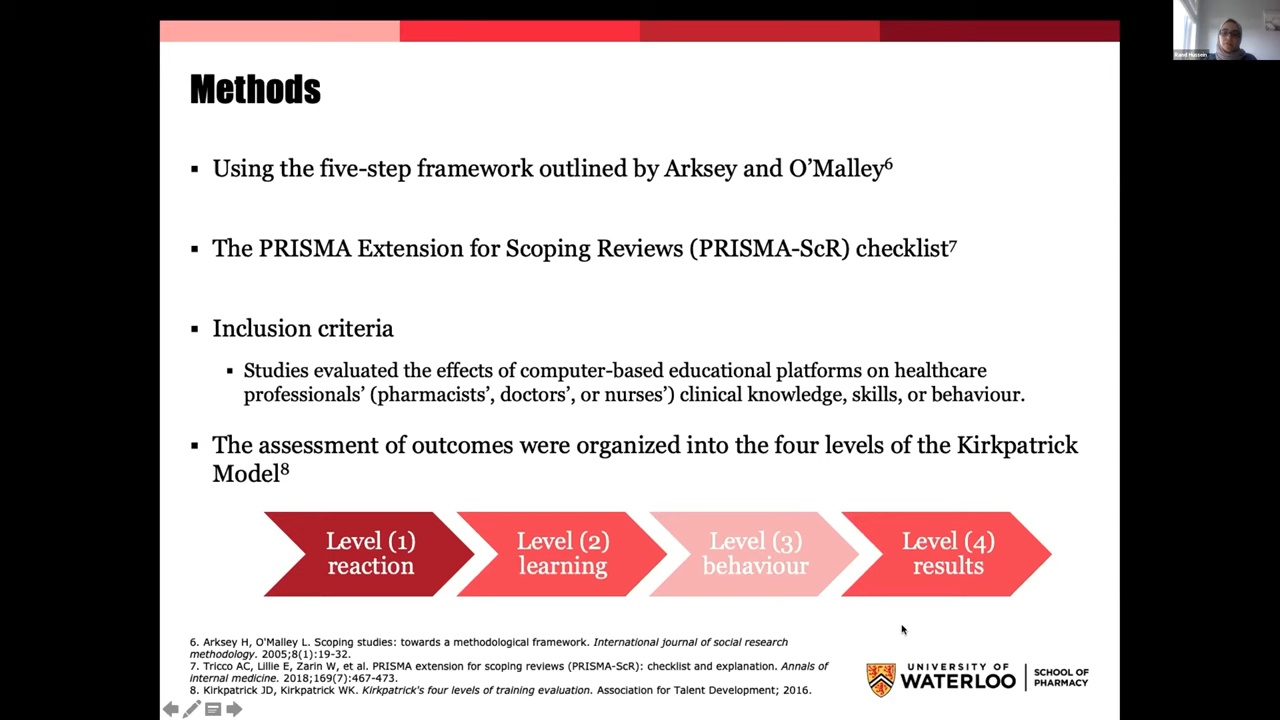 Rand Hussein
Methods
▪ Using the five-step framework outlined by Arksey and O’Malley⁶
▪ The PRISMA Extension for Scoping Reviews (PRISMA-ScR) checklist⁷
▪ Inclusion criteria
▪ Studies evaluated the effects of computer-based educational platforms on healthcare
professionals’ (pharmacists’, doctors’, or nurses’) clinical knowledge, skills, or behaviour.
▪ The assessment of outcomes were organized into the four levels of the Kirkpatrick
Model⁸
Level (1)
reaction
Level (2)
learning
Level (3)
behaviour
Level (4)
results
6. Arksey H, O'Malley L. Scoping studies: towards a methodological framework. International journal of social research
methodology. 2005;8(1):19-32.
7. Tricco AC, Lillie E, Zarin W, et al. PRISMA extension for scoping reviews (PRISMA-ScR): checklist and explanation. Annals of
internal medicine. 2018;169(7):467-473.
8. Kirkpatrick JD, Kirkpatrick WK. Kirkpatrick's four levels of training evaluation. Association for Talent Development; 2016.
UNIVERSITY OF
WATERLOO
SCHOOL OF
PHARMACY